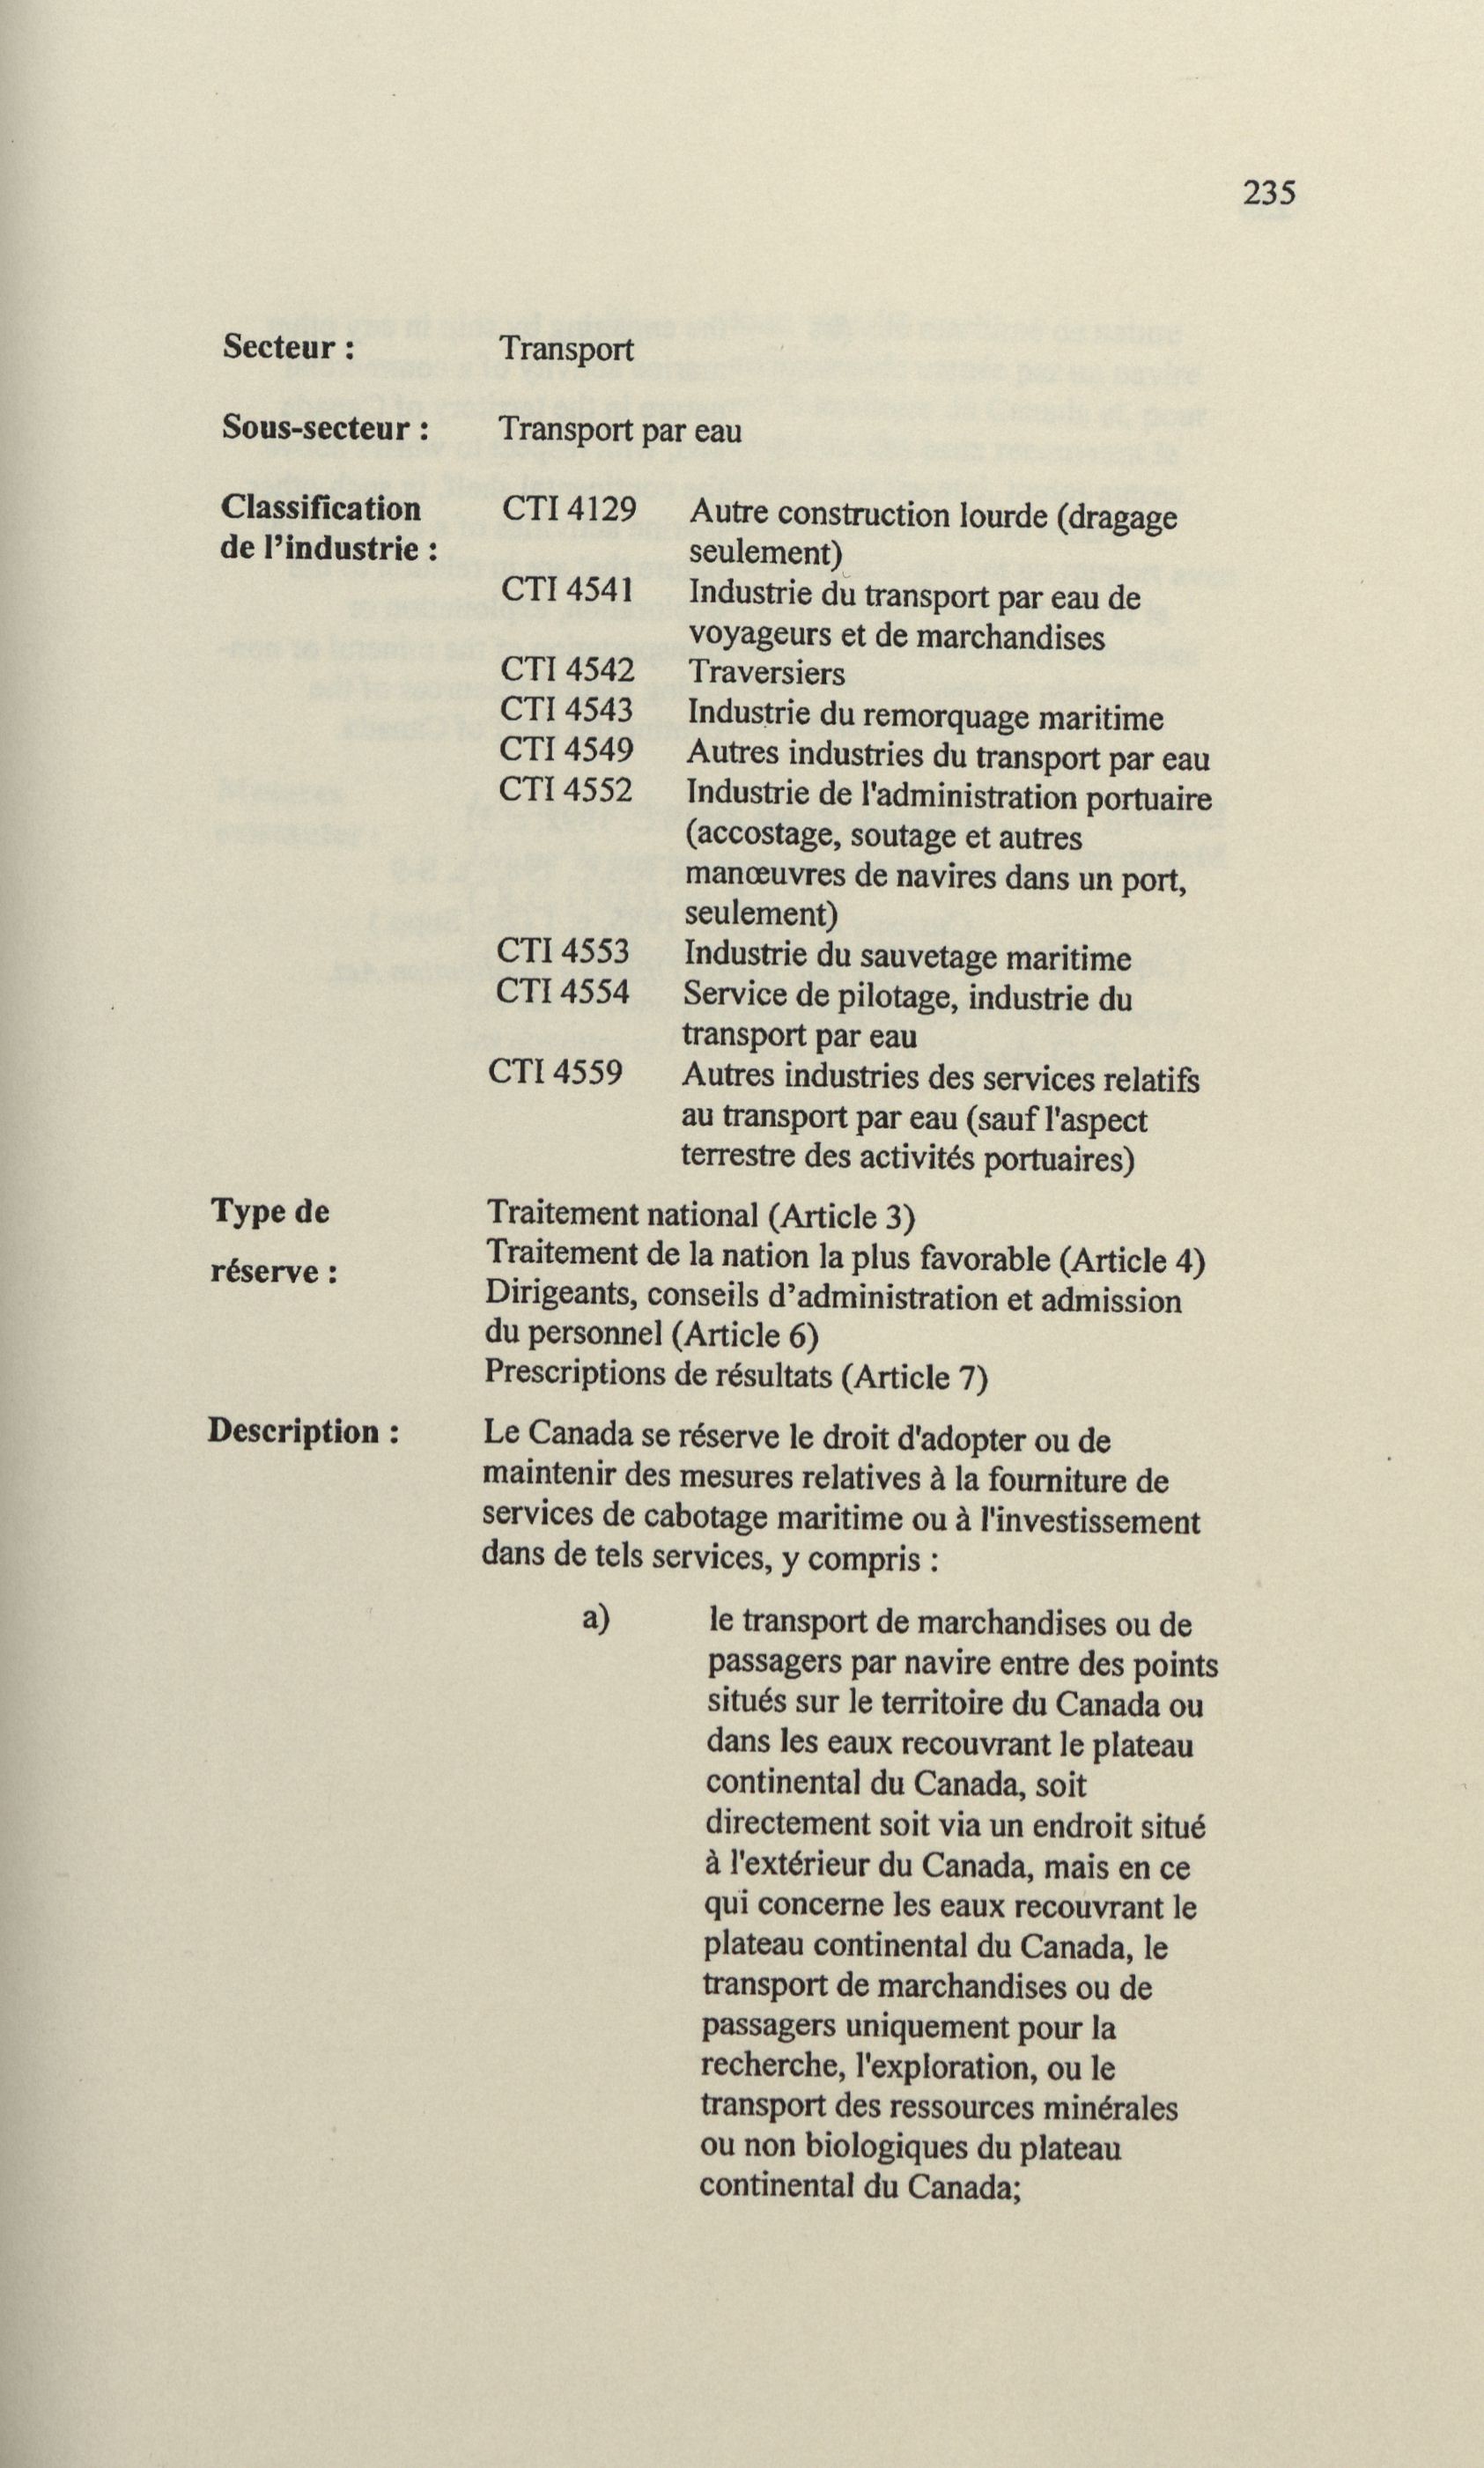 235
Secteur : Transport
Sous-secteur : Transport par eau
Classification CTI 4129 Autre construction lourde (dragage
de l’industrie : seulement)
CTI 4541 Industrie du transport par eau de
voyageurs et de marchandises
CTI 4542 Traversiers
CTI 4543 Industrie du remorquage maritime
CTI 4549 Autres industries du transport par eau
CTI 4552 Industrie de l'administration portuaire
(accostage, soutage et autres
manœuvres de navires dans un port,
seulement)
CTI 4553 Industrie du sauvetage maritime
CTI 4554 Service de pilotage, industrie du
transport par eau
CTI 4559 Autres industries des services relatifs
au transport par eau (sauf l'aspect
terrestre des activités portuaires)
Type de Traitement national (Article 3)
réserve : Traitement de la nation la plus favorable (Article 4)
Dirigeants, conseils d’administration et admission
du personnel (Article 6)
Prescriptions de résultats (Article 7)
Description : Le Canada se réserve le droit d'adopter ou de
maintenir des mesures relatives à la fourniture de
services de cabotage maritime ou à l'investissement
dans de tels services, y compris :
a) le transport de marchandises ou de
passagers par navire entre des points
situés sur le territoire du Canada ou
dans les eaux recouvrant le plateau
continental du Canada, soit
directement soit via un endroit situé
à l'extérieur du Canada, mais en ce
qui concerne les eaux recouvrant le
plateau continental du Canada, le
transport de marchandises ou de
passagers uniquement pour la
recherche, l'exploration, ou le
transport des ressources minérales
ou non biologiques du plateau
continental du Canada;